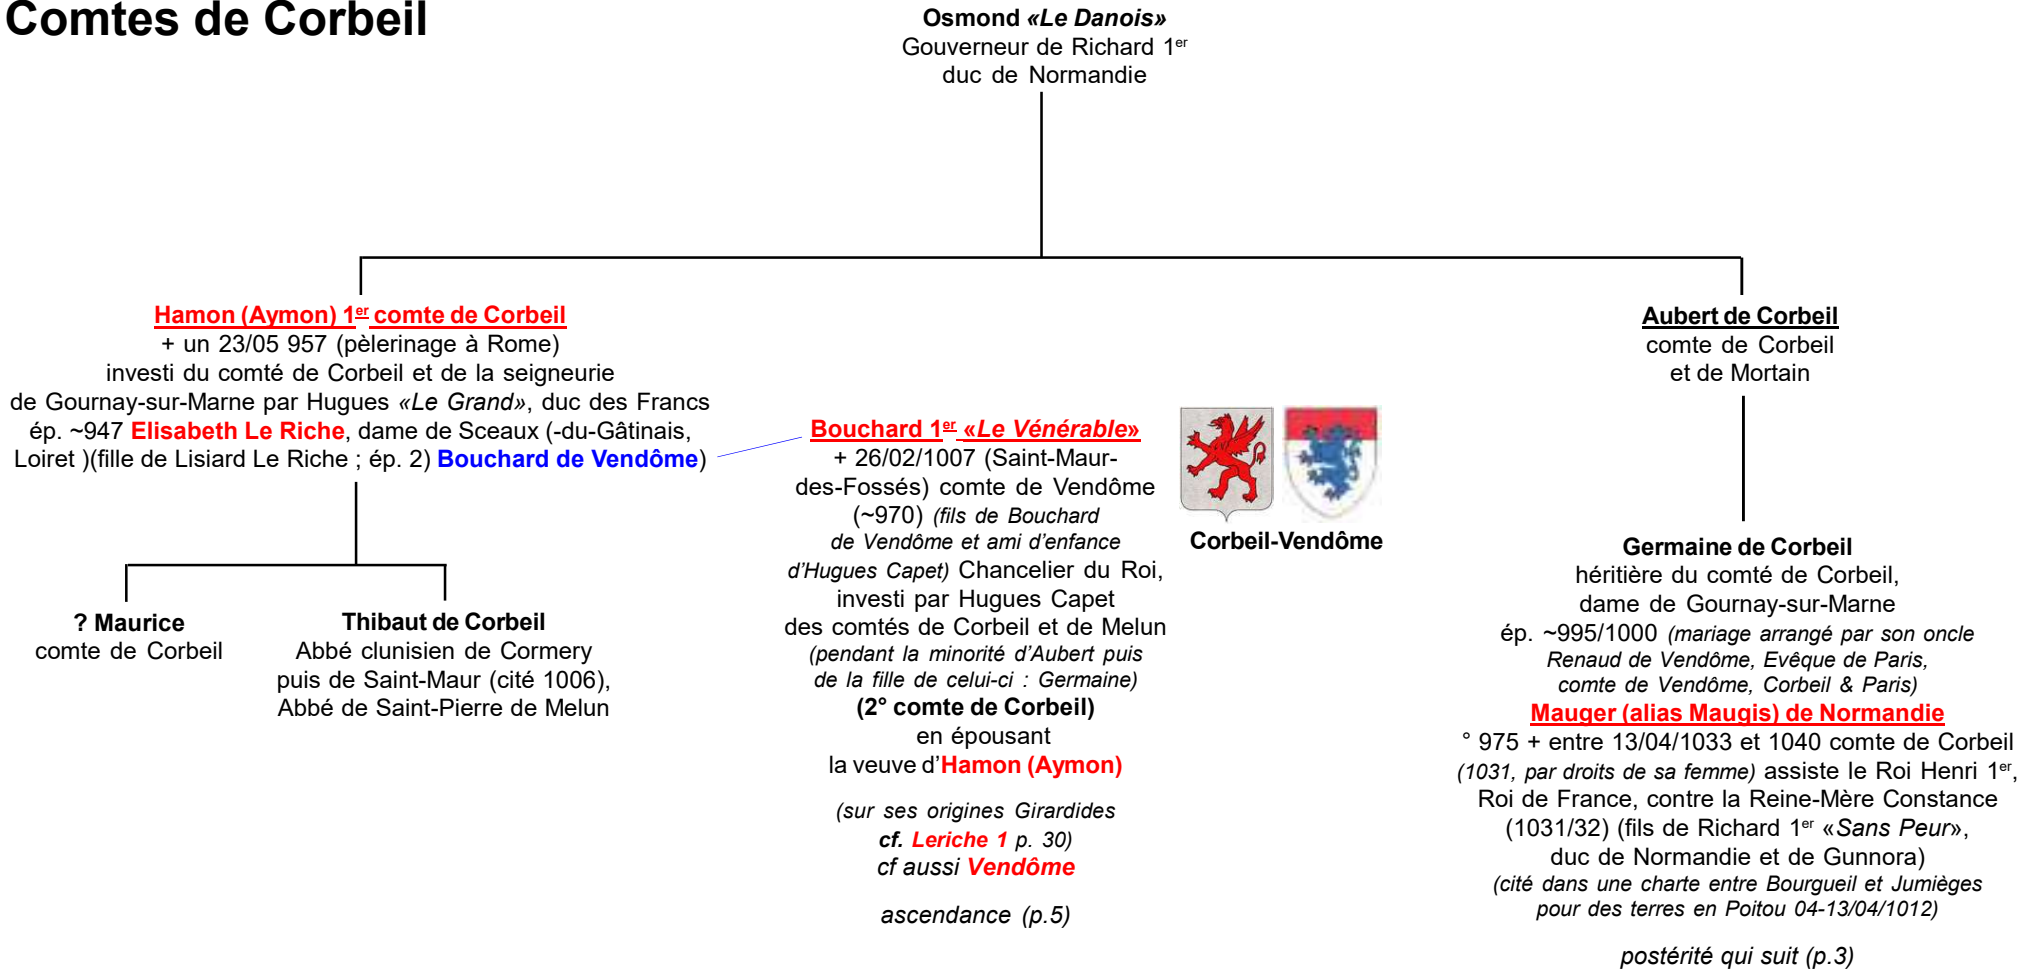 Comtes de Corbeil
Osmond «Le Danois»
Gouverneur de Richard 1er
duc de Normandie
Hamon (Aymon) 1er comte de Corbeil
+ un 23/05 957 (pèlerinage à Rome)
investi du comté de Corbeil et de la seigneurie
de Gournay-sur-Marne par Hugues «Le Grand», duc des Francs
ép. ~947 Elisabeth Le Riche, dame de Sceaux (-du-Gâtinais,
Loiret )(fille de Lisiard Le Riche ; ép. 2) Bouchard de Vendôme)
? Maurice
comte de Corbeil
Thibaut de Corbeil
Abbé clunisien de Cormery
puis de Saint-Maur (cité 1006),
Abbé de Saint-Pierre de Melun
Bouchard 1er «Le Vénérable»
+ 26/02/1007 (Saint-Maur-
des-Fossés) comte de Vendôme
(~970) (fils de Bouchard
de Vendôme et ami d'enfance
d'Hugues Capet) Chancelier du Roi,
investi par Hugues Capet
des comtés de Corbeil et de Melun
(pendant la minorité d'Aubert puis
de la fille de celui-ci : Germaine)
(2° comte de Corbeil)
en épousant
la veuve d'Hamon (Aymon)
(sur ses origines Girardides
cf. Leriche 1 p. 30)
cf aussi Vendôme
ascendance (p.5)
Corbeil-Vendôme
Aubert de Corbeil
comte de Corbeil
et de Mortain
Germaine de Corbeil
héritière du comté de Corbeil,
dame de Gournay-sur-Marne
ép. ~995/1000 (mariage arrangé par son oncle
Renaud de Vendôme, Evêque de Paris,
comte de Vendôme, Corbeil & Paris)
Mauger (alias Maugis) de Normandie
° 975 + entre 13/04/1033 et 1040 comte de Corbeil
(1031, par droits de sa femme) assiste le Roi Henri 1er,
Roi de France, contre la Reine-Mère Constance
(1031/32) (fils de Richard 1er «Sans Peur»,
duc de Normandie et de Gunnora)
(cité dans une charte entre Bourgueil et Jumièges
pour des terres en Poitou 04-13/04/1012)
postérité qui suit (p.3)